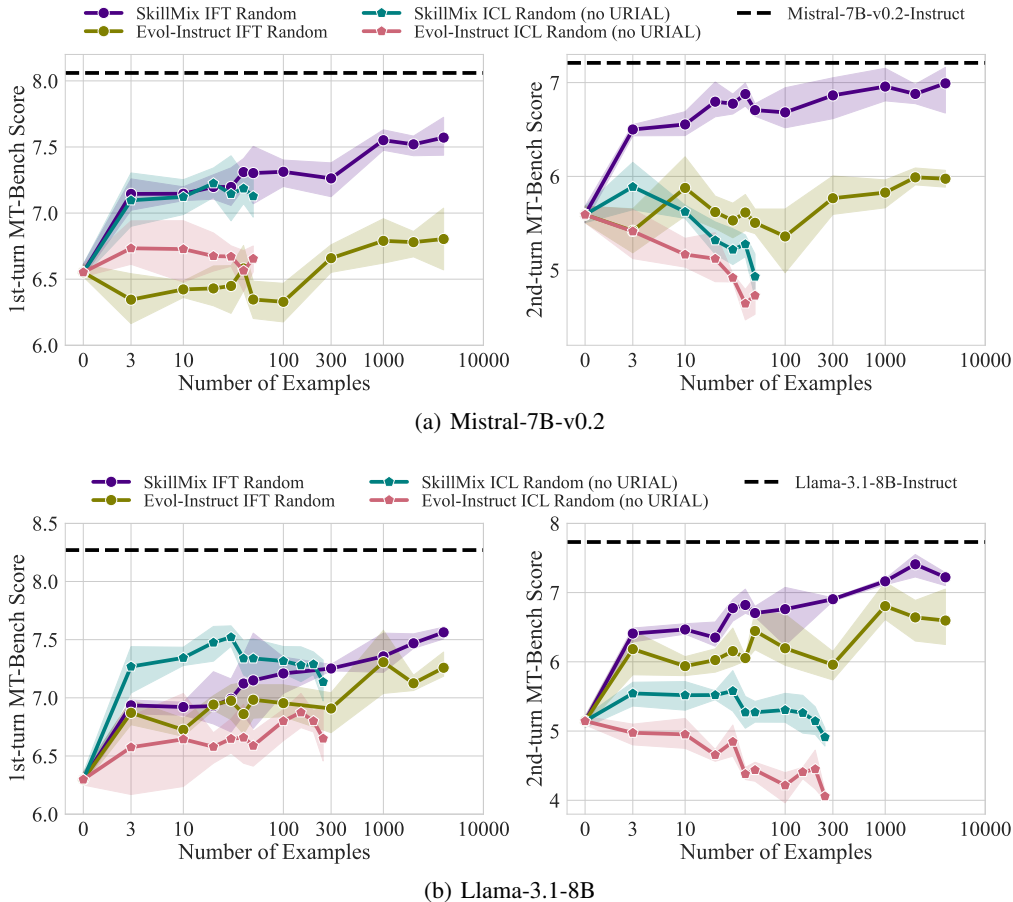 SkillMix IFT Random
Evol-Instruct IFT Random
SkillMix ICL Random (no URIAL)
Evol-Instruct ICL Random (no URIAL)
Mistral-7B-v0.2-Instruct
1st-turn MT-Bench Score
8.0
7.5
7.0
6.5
6.0
0 3 10 100 300 1000 10000
Number of Examples
2nd-turn MT-Bench Score
7
6
5
0 3 10 100 300 1000 10000
Number of Examples
(a) Mistral-7B-v0.2
SkillMix IFT Random
Evol-Instruct IFT Random
SkillMix ICL Random (no URIAL)
Evol-Instruct ICL Random (no URIAL)
Llama-3.1-8B-Instruct
1st-turn MT-Bench Score
8.5
8.0
7.5
7.0
6.5
6.0
0 3 10 100 300 1000 10000
Number of Examples
2nd-turn MT-Bench Score
8
7
6
5
4
0 3 10 100 300 1000 10000
Number of Examples
(b) Llama-3.1-8B